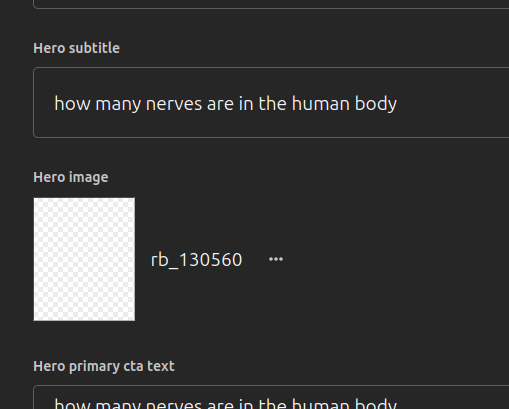 Hero subtitle
how many nerves are in the human body
Hero image
rb_130560
Hero primary cta text
how many nerves are in the human body